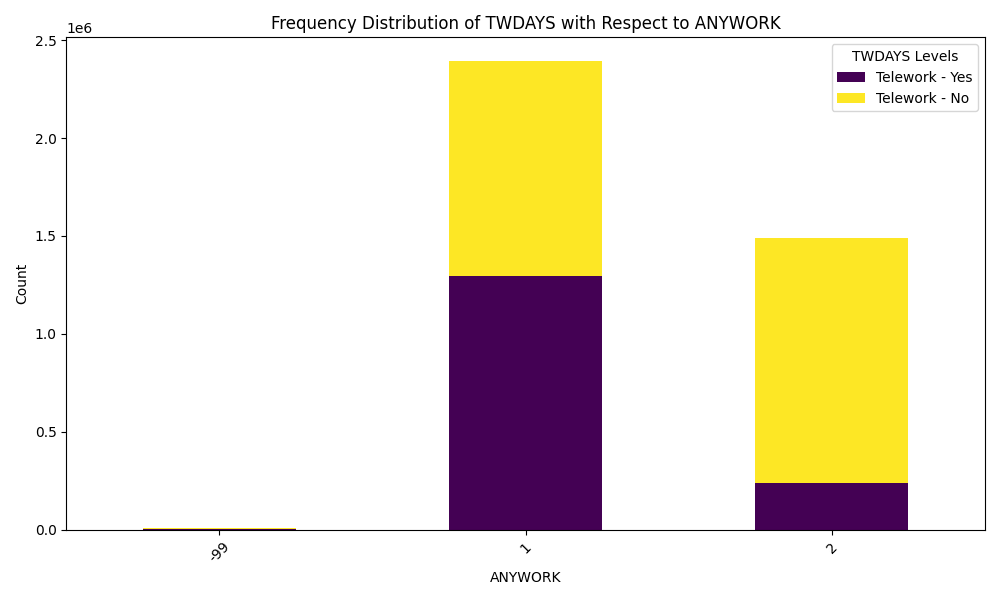 Frequency Distribution of TWDAYS with Respect to ANYWORK
1e6
2.5
2.0
1.5
1.0
0.5
0.0
Count
TWDAYS Levels
Telework - Yes
Telework - No
-99
1
2
ANYWORK